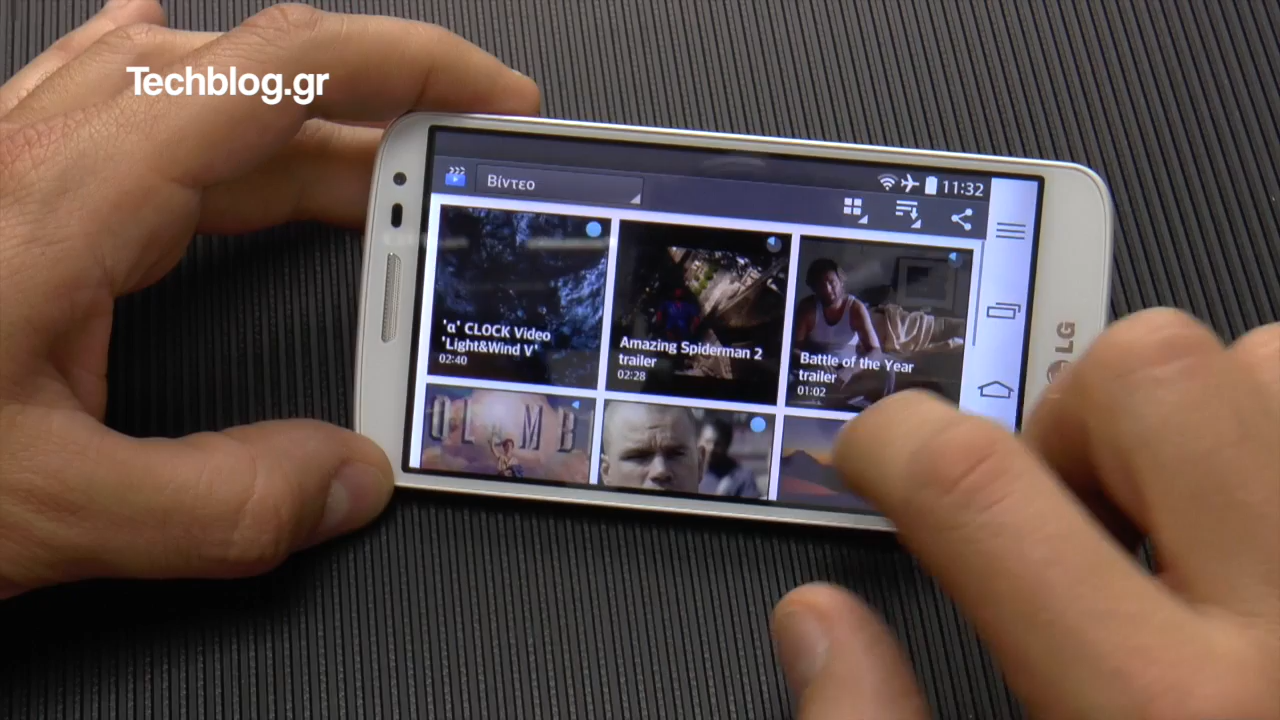 Techblog.gr
Βίντεο
11:32
'α' CLOCK Video
'Light&Wind V'
02:40
Amazing Spiderman 2
trailer
02:28
Battle of the Year
trailer
01:02
LG